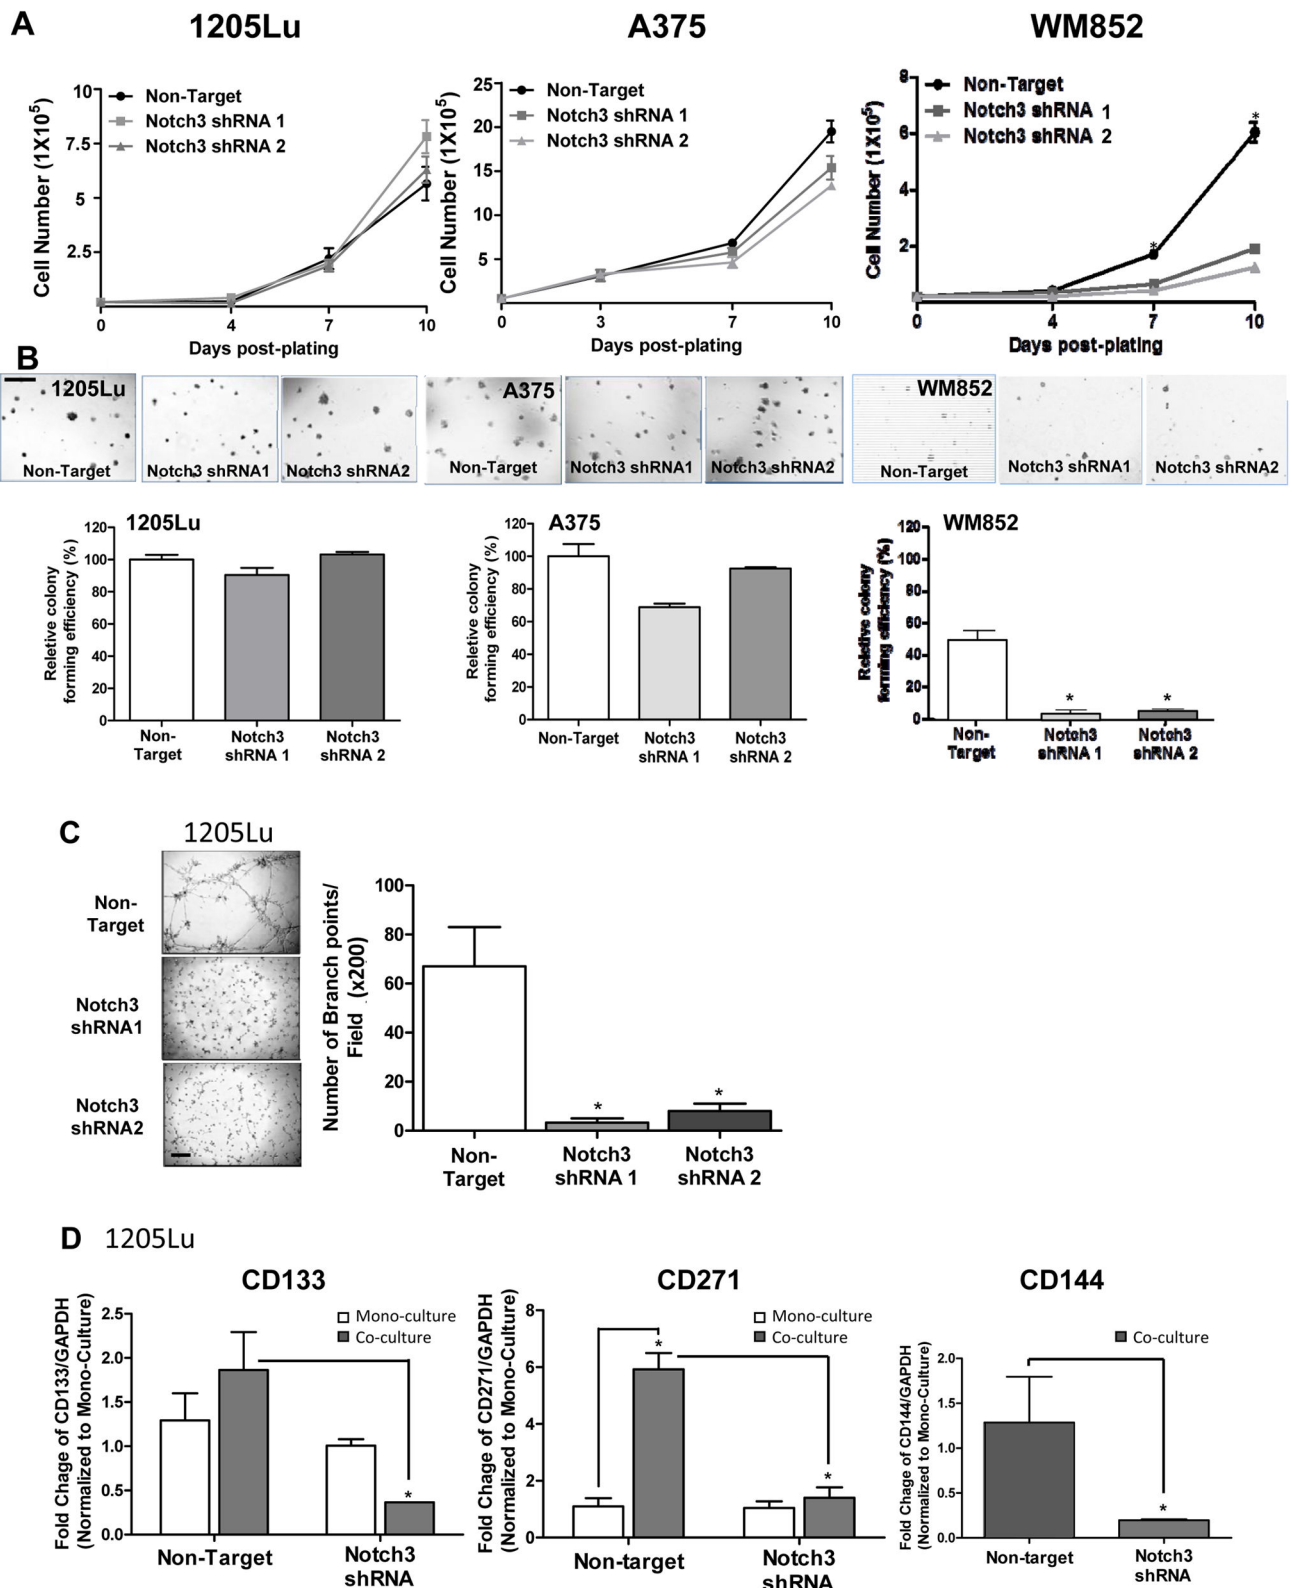 A
1205Lu
A375
WM852
Cell Number (1X10⁵)
10
7.5
5
2.5
Non-Target
Notch3 shRNA 1
Notch3 shRNA 2
0
4
7
10
Days post-plating
Cell Number (1X10⁵)
25
20
15
10
5
Non-Target
Notch3 shRNA 1
Notch3 shRNA 2
0
3
7
10
Days post-plating
Cell Number (1X10⁵)
8
6
4
2
Non-Target
Notch3 shRNA 1
Notch3 shRNA 2
*
*
0
4
7
10
Days post-plating
B
1205Lu
Non-Target
Notch3 shRNA1
Notch3 shRNA2
A375
Non-Target
Notch3 shRNA1
Notch3 shRNA2
WM852
Non-Target
Notch3 shRNA1
Notch3 shRNA2
1205Lu
Reletive colony
forming efficiency (%)
120
100
80
60
40
20
0
Non-
Target
Notch3
shRNA 1
Notch3
shRNA 2
A375
Reletive colony
forming efficiency (%)
120
100
80
60
40
20
0
Non-Target
Notch3
shRNA 1
Notch3
shRNA 2
WM852
Reletive colony
forming efficiency (%)
120
100
80
60
40
20
0
*
*
Non-
Target
Notch3
shRNA 1
Notch3
shRNA 2
C
1205Lu
Non-
Target
Notch3
shRNA1
Notch3
shRNA2
Number of Branch points/
Field (x200)
100
80
60
40
20
0
*
*
Non-
Target
Notch3
shRNA 1
Notch3
shRNA 2
D
1205Lu
CD133
Fold Chage of CD133/GAPDH
(Normalized to Mono-Culture)
2.5
2.0
1.5
1.0
0.5
0.0
Mono-culture
Co-culture
*
Non-Target
Notch3
shRNA
CD271
Fold Chage of CD271/GAPDH
(Normalized to Mono-Culture)
8
6
4
2
0
Mono-culture
Co-culture
*
*
Non-target
Notch3
shRNA
CD144
Fold Chage of CD144/GAPDH
(Normalized to Mono-Culture)
2.0
1.5
1.0
0.5
0.0
Co-culture
*
Non-target
Notch3
shRNA